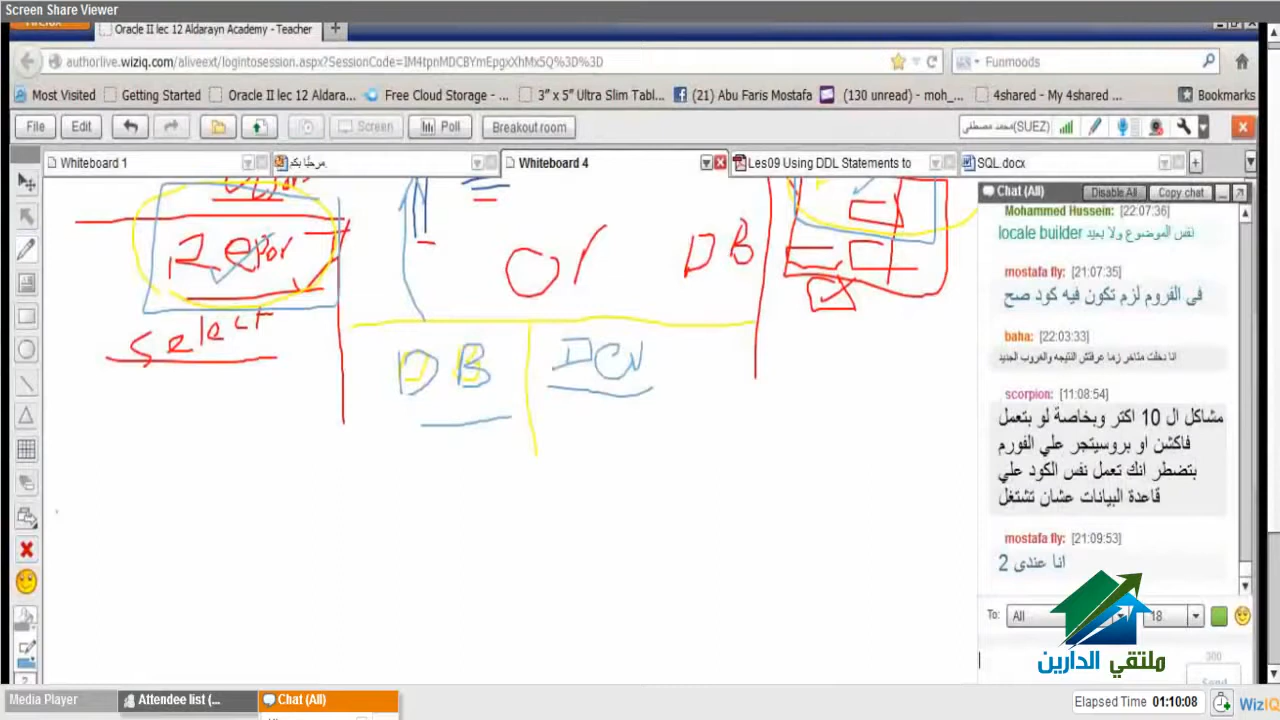 Screen Share Viewer
Oracle II lec 12 Aldarayn Academy - Teacher
authorlive.wiziq.com/aliveext/logintosession.aspx?SessionCode=IM4tpnMDCBYmEpgxXhMx5Q%3D%3D
Funmoods
Most Visited
Getting Started
Oracle II lec 12 Aldara...
Free Cloud Storage - ...
3" x 5" Ultra Slim Tabl...
(21) Abu Faris Mostafa
(130 unread) - moh_...
4shared - My 4shared ...
Bookmarks
File
Edit
Screen
Poll
Breakout room
محمد مصطفى(SUEZ)
Whiteboard 1
مرحبًا بكم
Whiteboard 4
Les09 Using DDL Statements to
SQL.docx
Repor
Select
or
DB
DB
Chat (All)
Disable All
Copy chat
Mohammed Hussein: [22:07:36]
نفس الموضوع ولا بعيد locale builder
mostafa fly: [21:07:35]
فى الفروم لزم تكون فيه كود صح
baha: [22:03:33]
انا دخلت متاخر زما عرفتش النتيجه والغروب الجديد
scorpion: [11:08:54]
مشاكل ال 10 اكتر وبخاصة لو بتعمل
فاكشن او بروسيتجر علي الفورم
بتضطر انك تعمل نفس الكود علي
قاعدة البيانات عشان تشتغل
mostafa fly: [21:09:53]
انا عندى 2
To:
All
18
300
Send
ملتقي الدارين
Media Player
Attendee list (...
Chat (All)
Elapsed Time 01:10:08
WizIQ